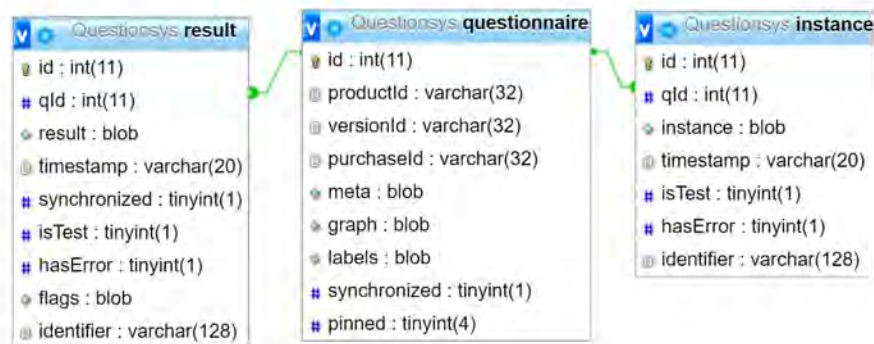 Questionsys result
id : int(11)
qId : int(11)
result : blob
timestamp : varchar(20)
synchronized : tinyint(1)
isTest : tinyint(1)
hasError : tinyint(1)
flags : blob
identifier : varchar(128)
Questionsys questionnaire
id : int(11)
productId : varchar(32)
versionId : varchar(32)
purchaseId : varchar(32)
meta : blob
graph : blob
labels : blob
synchronized : tinyint(1)
pinned : tinyint(4)
Questionsys instance
id : int(11)
qId : int(11)
instance : blob
timestamp : varchar(20)
isTest : tinyint(1)
hasError : tinyint(1)
identifier : varchar(128)